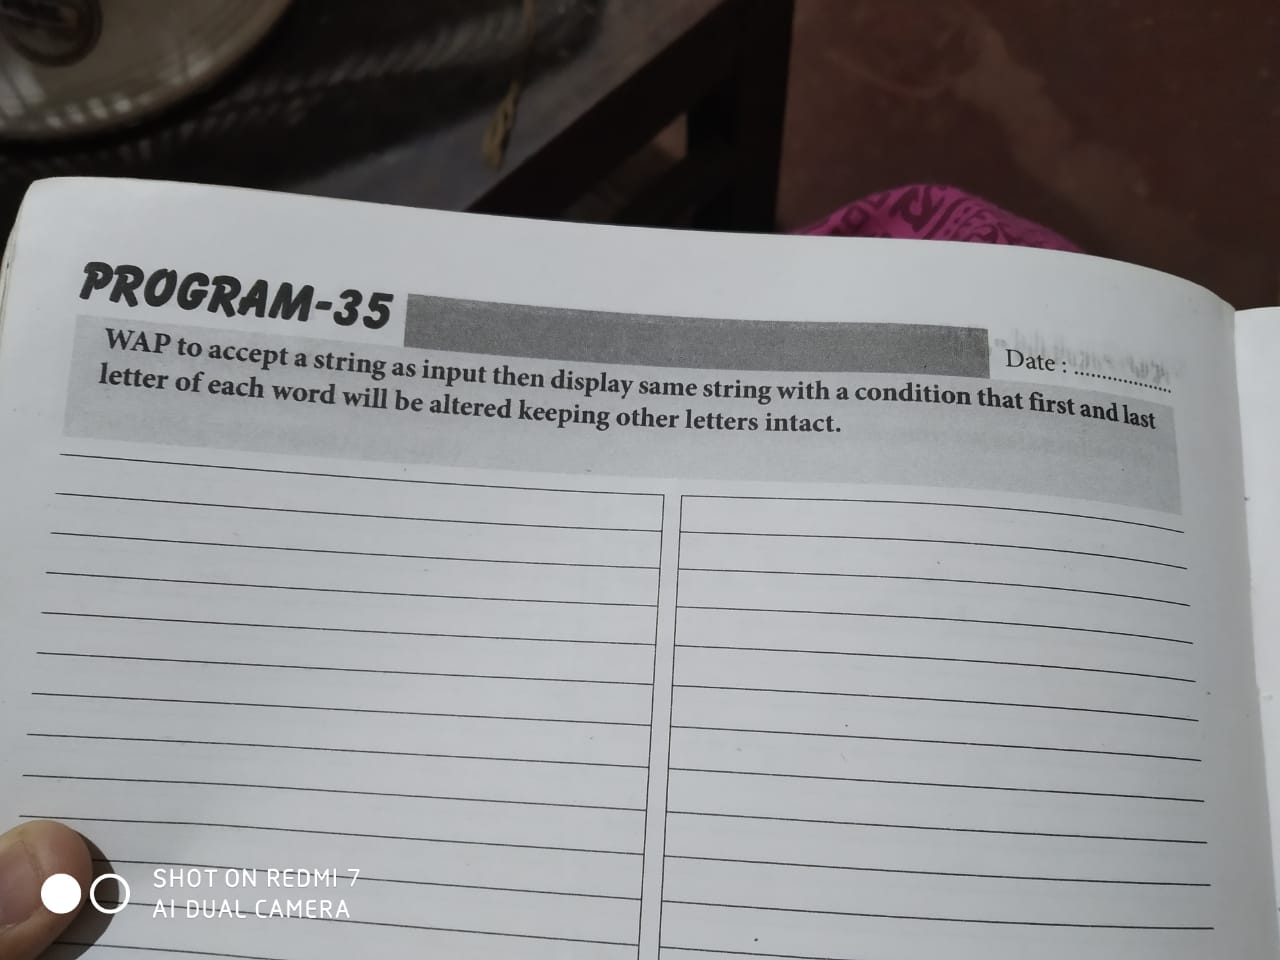 PROGRAM-35
Date : ..................
WAP to accept a string as input then display same string with a condition that first and last
letter of each word will be altered keeping other letters intact.
SHOT ON REDMI 7
AI DUAL CAMERA